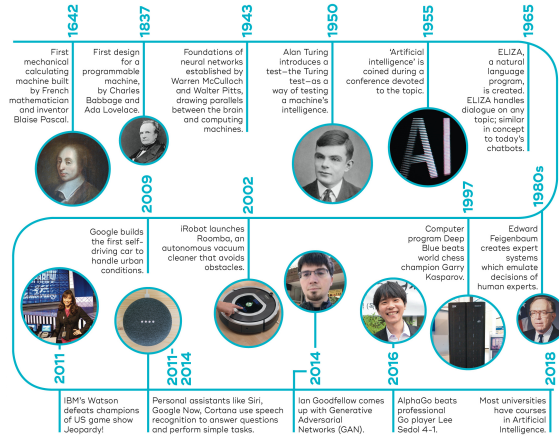 1642
1837
1943
1950
1955
1965
First
mechanical
calculating
machine built
by French
mathematician
and inventor
Blaise Pascal.
First design
for a
programmable
machine,
by Charles
Babbage and
Ada Lovelace.
Foundations of
neural networks
established by
Warren McCulloch
and Walter Pitts,
drawing parallels
between the brain
and computing
machines.
Alan Turing
introduces a
test—the Turing
test—as a
way of testing
a machine's
intelligence.
'Artificial
intelligence' is
coined during a
conference devoted
to the topic.
ELIZA,
a natural
language
program,
is created.
ELIZA handles
dialogue on any
topic; similar
in concept
to today's
chatbots.
AI
1980s
Edward
Feigenbaum
creates expert
systems
which emulate
decisions of
human experts.
1997
Computer
program Deep
Blue beats
world chess
champion Garry
Kasparov.
2002
iRobot launches
Roomba, an
autonomous vacuum
cleaner that avoids
obstacles.
2009
Google builds
the first self-
driving car to
handle urban
conditions.
2011
IBM's Watson
defeats champions
of US game show
Jeopardy!
2011-
2014
Personal assistants like Siri,
Google Now, Cortana use speech
recognition to answer questions
and perform simple tasks.
2014
Ian Goodfellow comes
up with Generative
Adversarial
Networks (GAN).
2016
AlphaGo beats
professional
Go player Lee
Sedol 4-1.
2018
Most universities
have courses
in Artificial
Intelligence.